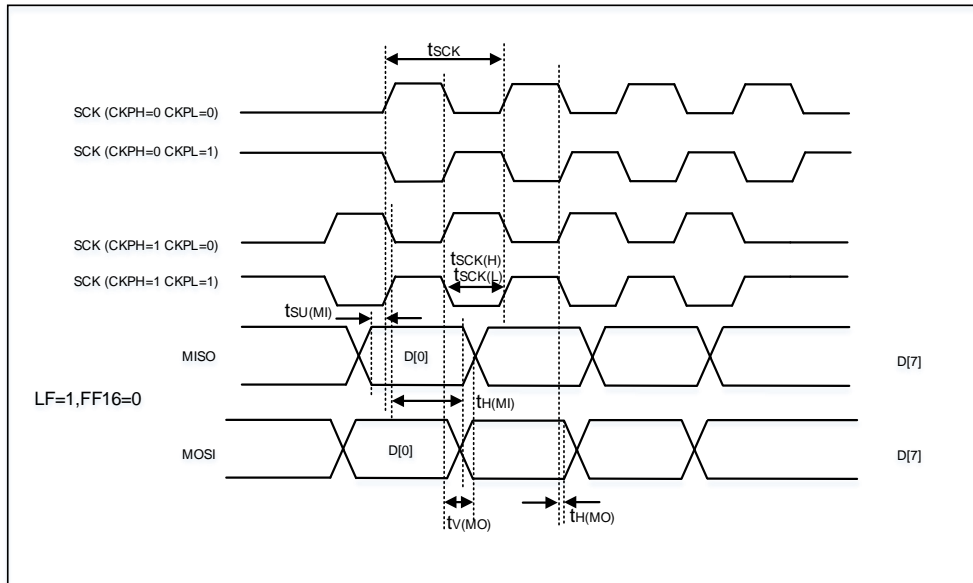 tSCK
SCK (CKPH=0 CKPL=0)
SCK (CKPH=0 CKPL=1)
SCK (CKPH=1 CKPL=0)
tSCK(H)
tSCK(L)
SCK (CKPH=1 CKPL=1)
tSU(MI)
MISO
D[0]
D[7]
LF=1,FF16=0
tH(MI)
MOSI
D[0]
D[7]
tV(MO)
tH(MO)